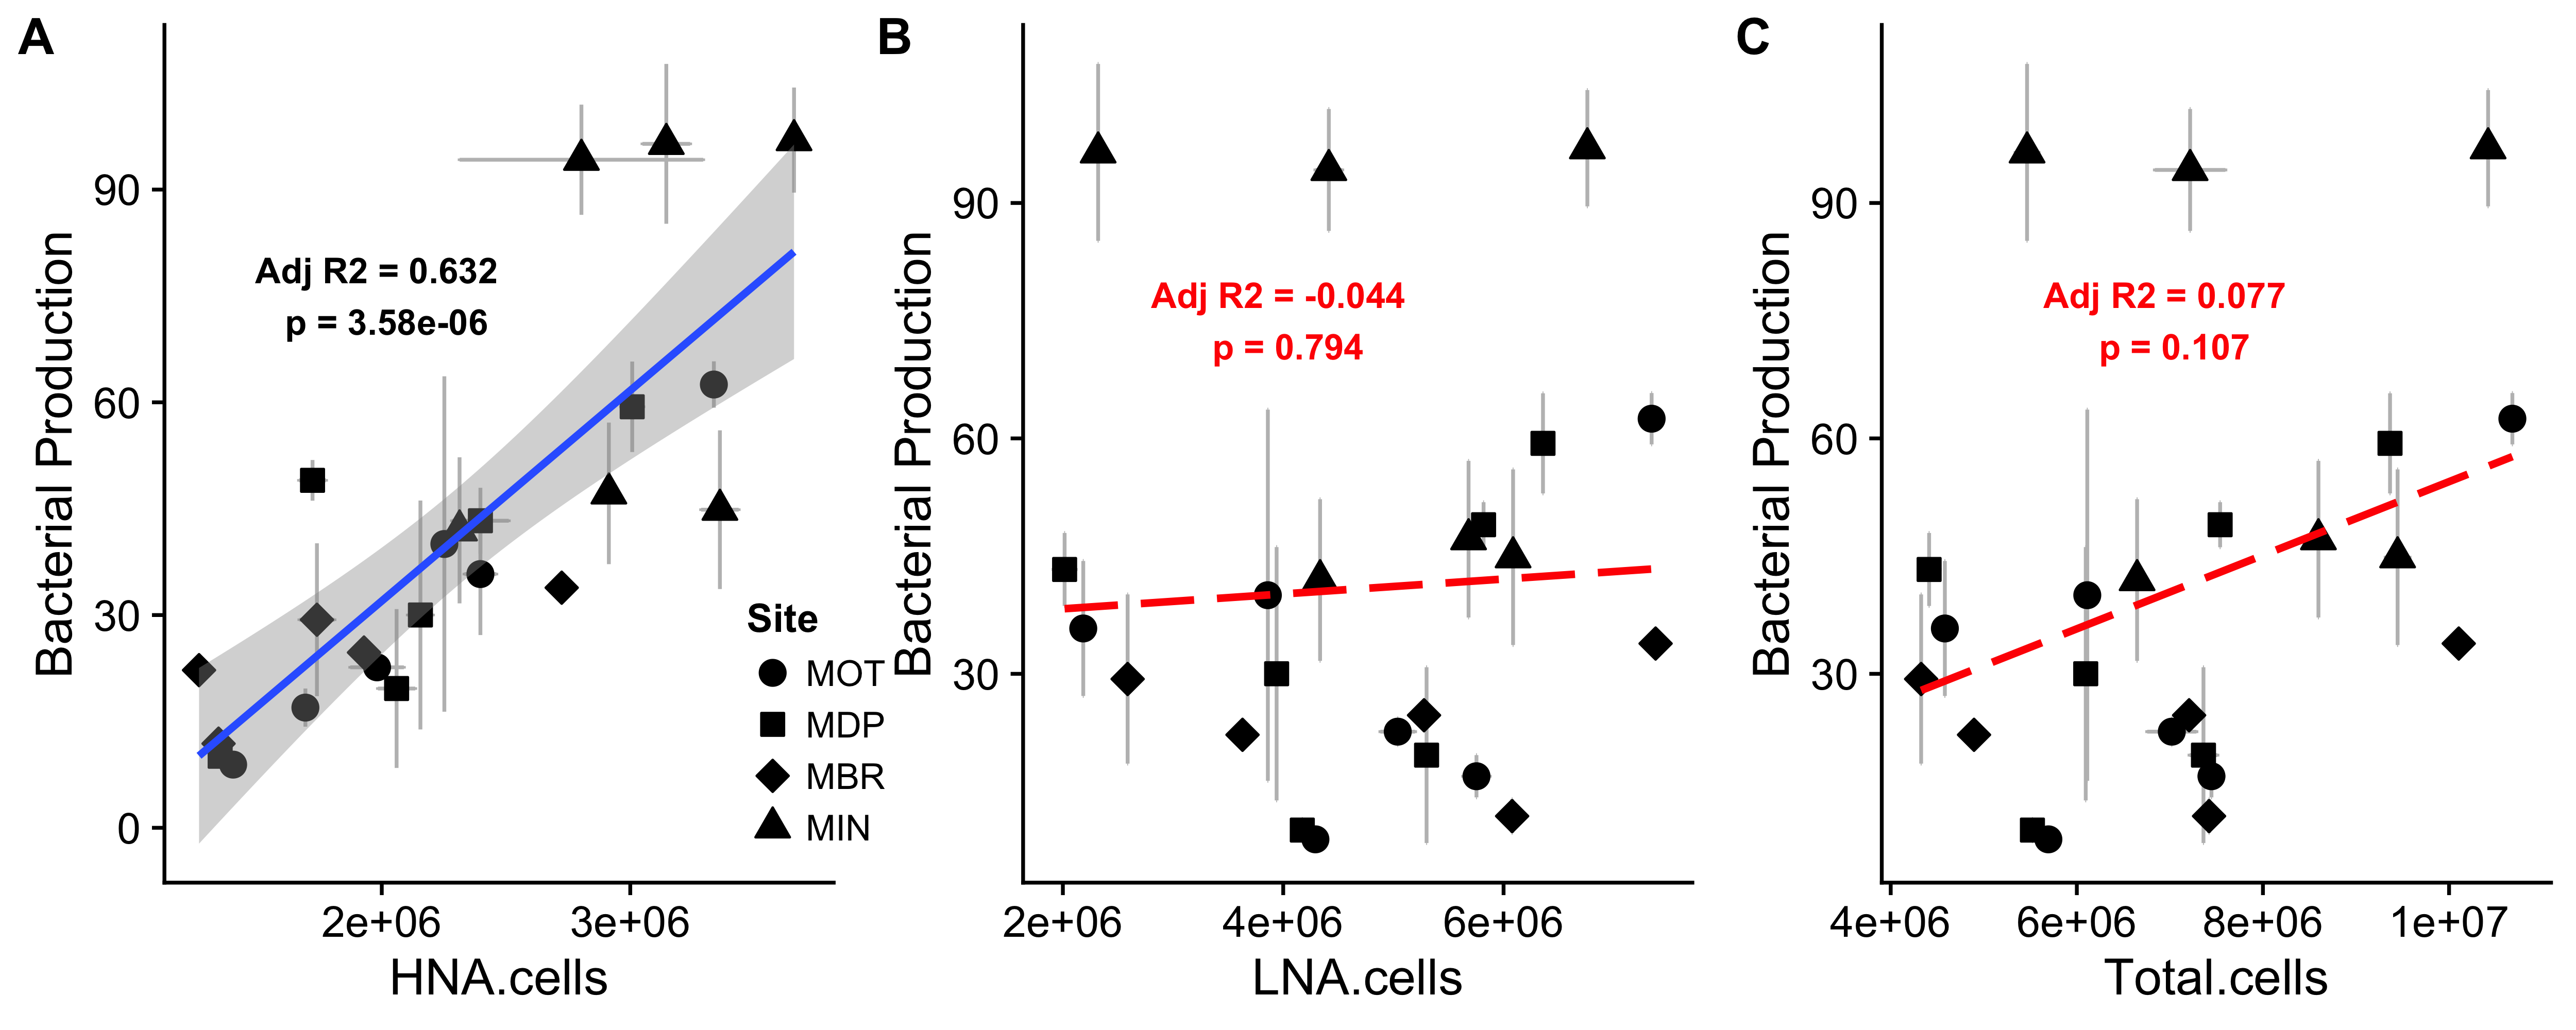 A
Bacterial Production
90
60
30
0
Adj R2 = 0.632
p = 3.58e-06
Site
MOT
MDP
MBR
MIN
2e+06 3e+06
HNA.cells
B
Bacterial Production
90
60
30
Adj R2 = -0.044
p = 0.794
2e+06 4e+06 6e+06
LNA.cells
C
Bacterial Production
90
60
30
Adj R2 = 0.077
p = 0.107
4e+06 6e+06 8e+06 1e+07
Total.cells